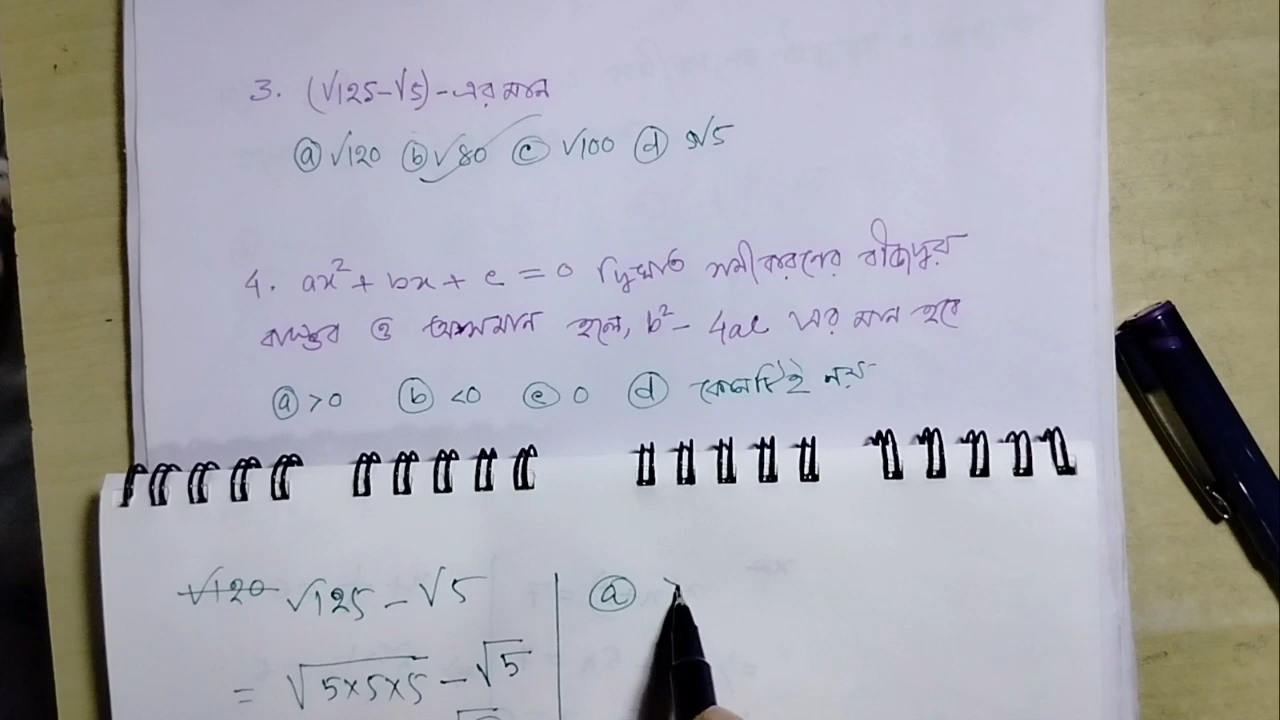 3. (√125-√5) - এর মান
ⓐ √120 ⓑ √80 ⓒ √100 ⓓ 5√5
4. ax² + bx + c = 0 দ্বিঘাত সমীকরণের বীজদ্বয়
বাস্তব ও অসমান হলে, b² - 4ac এর মান হবে
ⓐ >0 ⓑ <0 ⓒ 0 ⓓ কোনটিই নয়
√120 √125 - √5
= √5×5×5 - √5
ⓐ >